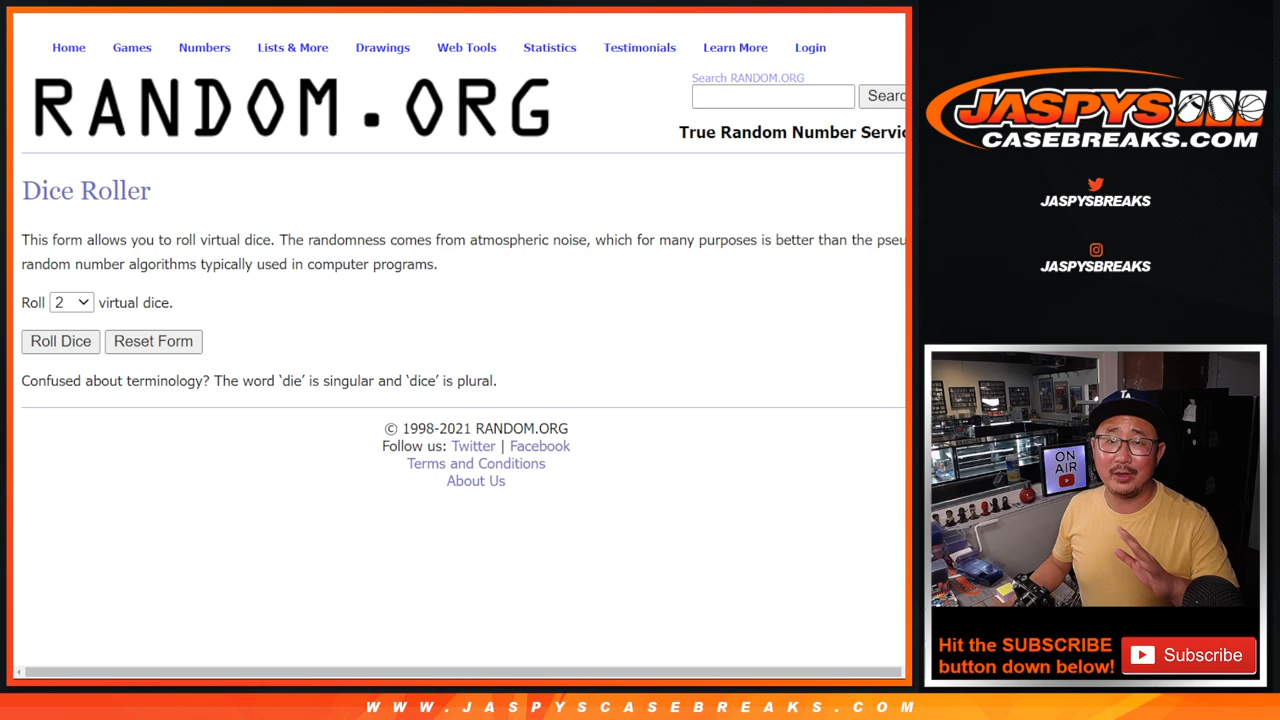 Home Games Numbers Lists & More Drawings Web Tools Statistics Testimonials Learn More Login
RANDOM.ORG
Search RANDOM.ORG
Searc
True Random Number Servic
Dice Roller
This form allows you to roll virtual dice. The randomness comes from atmospheric noise, which for many purposes is better than the pseu
random number algorithms typically used in computer programs.
Roll 2 virtual dice.
Roll Dice Reset Form
Confused about terminology? The word ‘die’ is singular and ‘dice’ is plural.
© 1998-2021 RANDOM.ORG
Follow us: Twitter | Facebook
Terms and Conditions
About Us
JASPYS
CASEBREAKS.COM
JASPYSBREAKS
JASPYSBREAKS
TA
ON
AIR
Hit the SUBSCRIBE
button down below!
Subscribe
WWW.JASPYSCASEBREAKS.COM